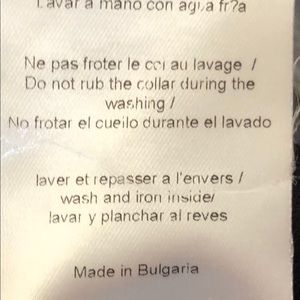 Lavar a mano con agua fr?a
Ne pas froter le col au lavage /
Do not rub the collar during the
washing /
No frotar el cuello durante el lavado
laver et repasser a l'envers /
wash and iron inside/
lavar y planchar al reves
Made in Bulgaria